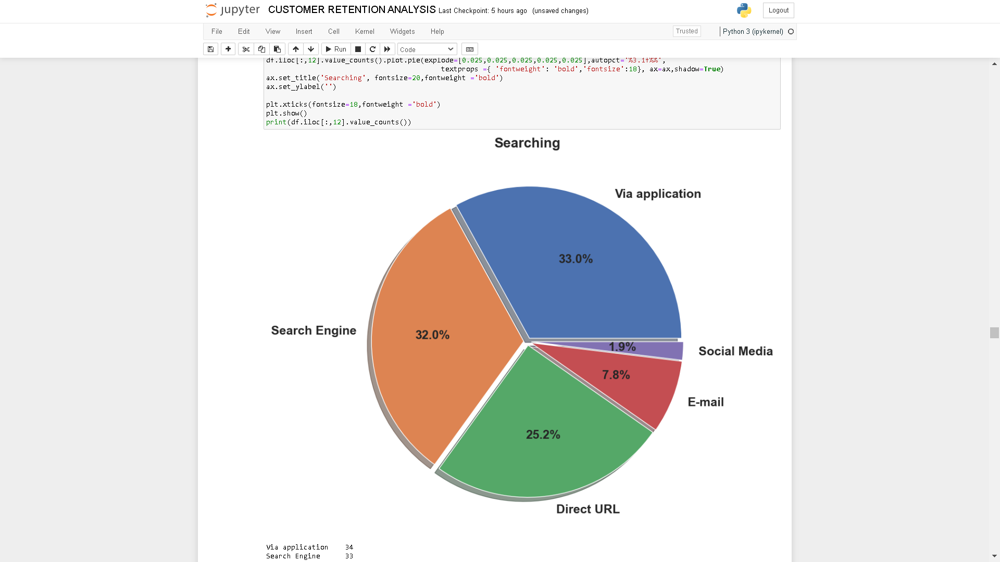 jupyter CUSTOMER RETENTION ANALYSIS Last Checkpoint: 5 hours ago (unsaved changes) Logout
File Edit View Insert Cell Kernel Widgets Help Trusted Python 3 (ipykernel)
Run Code
df.iloc[:,12].value_counts().plot.pie(explode=[0.025,0.025,0.025,0.025,0.025],autopct='%3.1f%%',
textprops ={ 'fontweight': 'bold','fontsize':18}, ax=ax,shadow=True)
ax.set_title('Searching', fontsize=20,fontweight ='bold')
ax.set_ylabel('')
plt.xticks(fontsize=18,fontweight ='bold')
plt.show()
print(df.iloc[:,12].value_counts())
Searching
Via application
33.0%
Search Engine
32.0%
1.9%
Social Media
7.8%
E-mail
25.2%
Direct URL
Via application 34
Search Engine 33